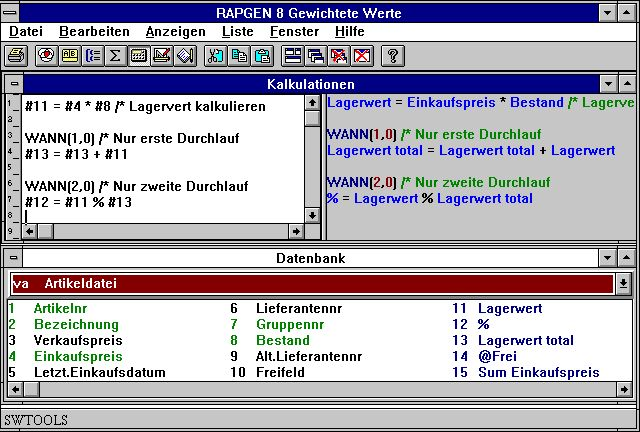 RAPGEN 8 Gewichtete Werte
Datei Bearbeiten Anzeigen Liste Fenster Hilfe
Kalkulationen
1 #11 = #4 * #8 /* Lagervert kalkulieren
2
3 WANN(1,0) /* Nur erste Durchlauf
4 #13 = #13 + #11
5
6 WANN(2,0) /* Nur zweite Durchlauf
7 #12 = #11 % #13
8
9
Lagerwert = Einkaufspreis * Bestand /* Lagerve
WANN(1,0) /* Nur erste Durchlauf
Lagerwert total = Lagerwert total + Lagerwert
WANN(2,0) /* Nur zweite Durchlauf
% = Lagerwert % Lagerwert total
Datenbank
va Artikeldatei
1 Artikelnr 6 Lieferantennr 11 Lagerwert
2 Bezeichnung 7 Gruppennr 12 %
3 Verkaufspreis 8 Bestand 13 Lagerwert total
4 Einkaufspreis 9 Alt.Lieferantennr 14 @Frei
5 Letzt.Einkaufsdatum 10 Freifeld 15 Sum Einkaufspreis
SWTOOLS